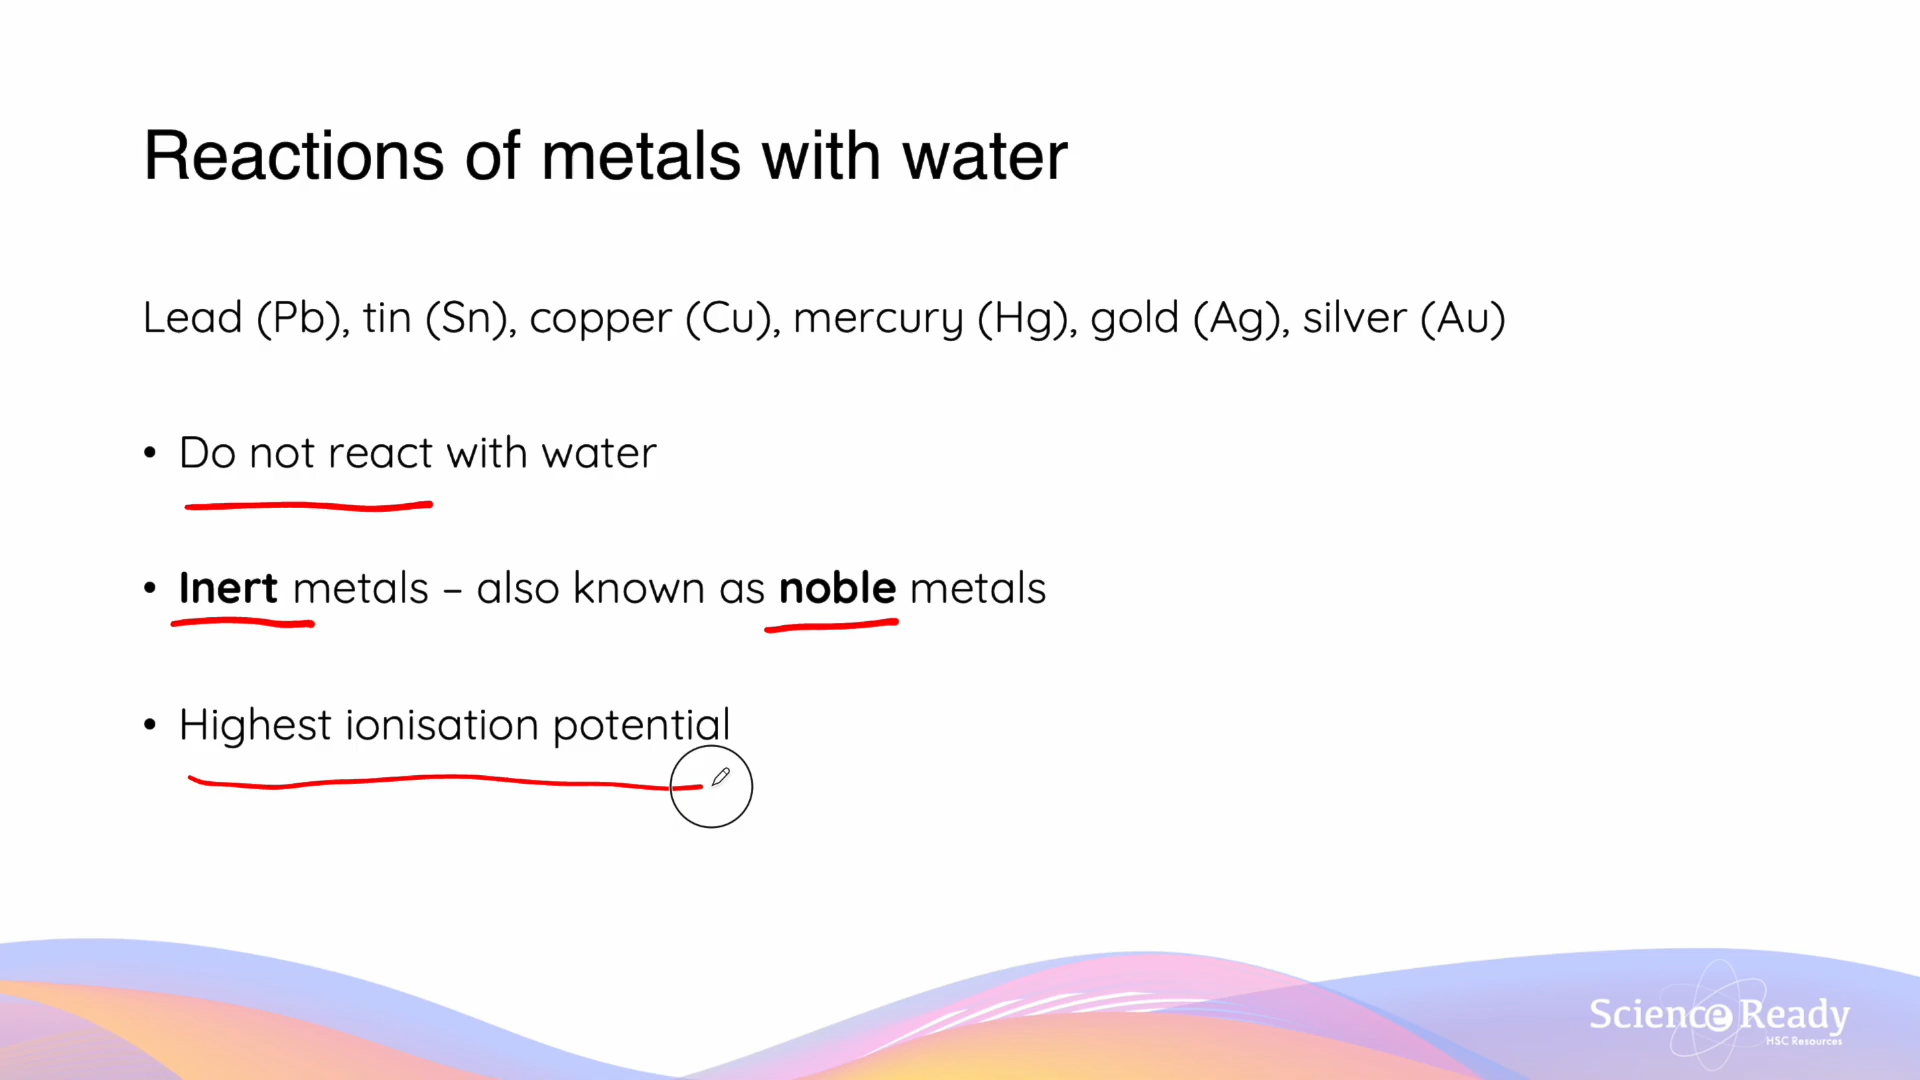 Reactions of metals with water
Lead (Pb), tin (Sn), copper (Cu), mercury (Hg), gold (Ag), silver (Au)
• Do not react with water
• Inert metals – also known as noble metals
• Highest ionisation potential
Science Ready
HSC Resources